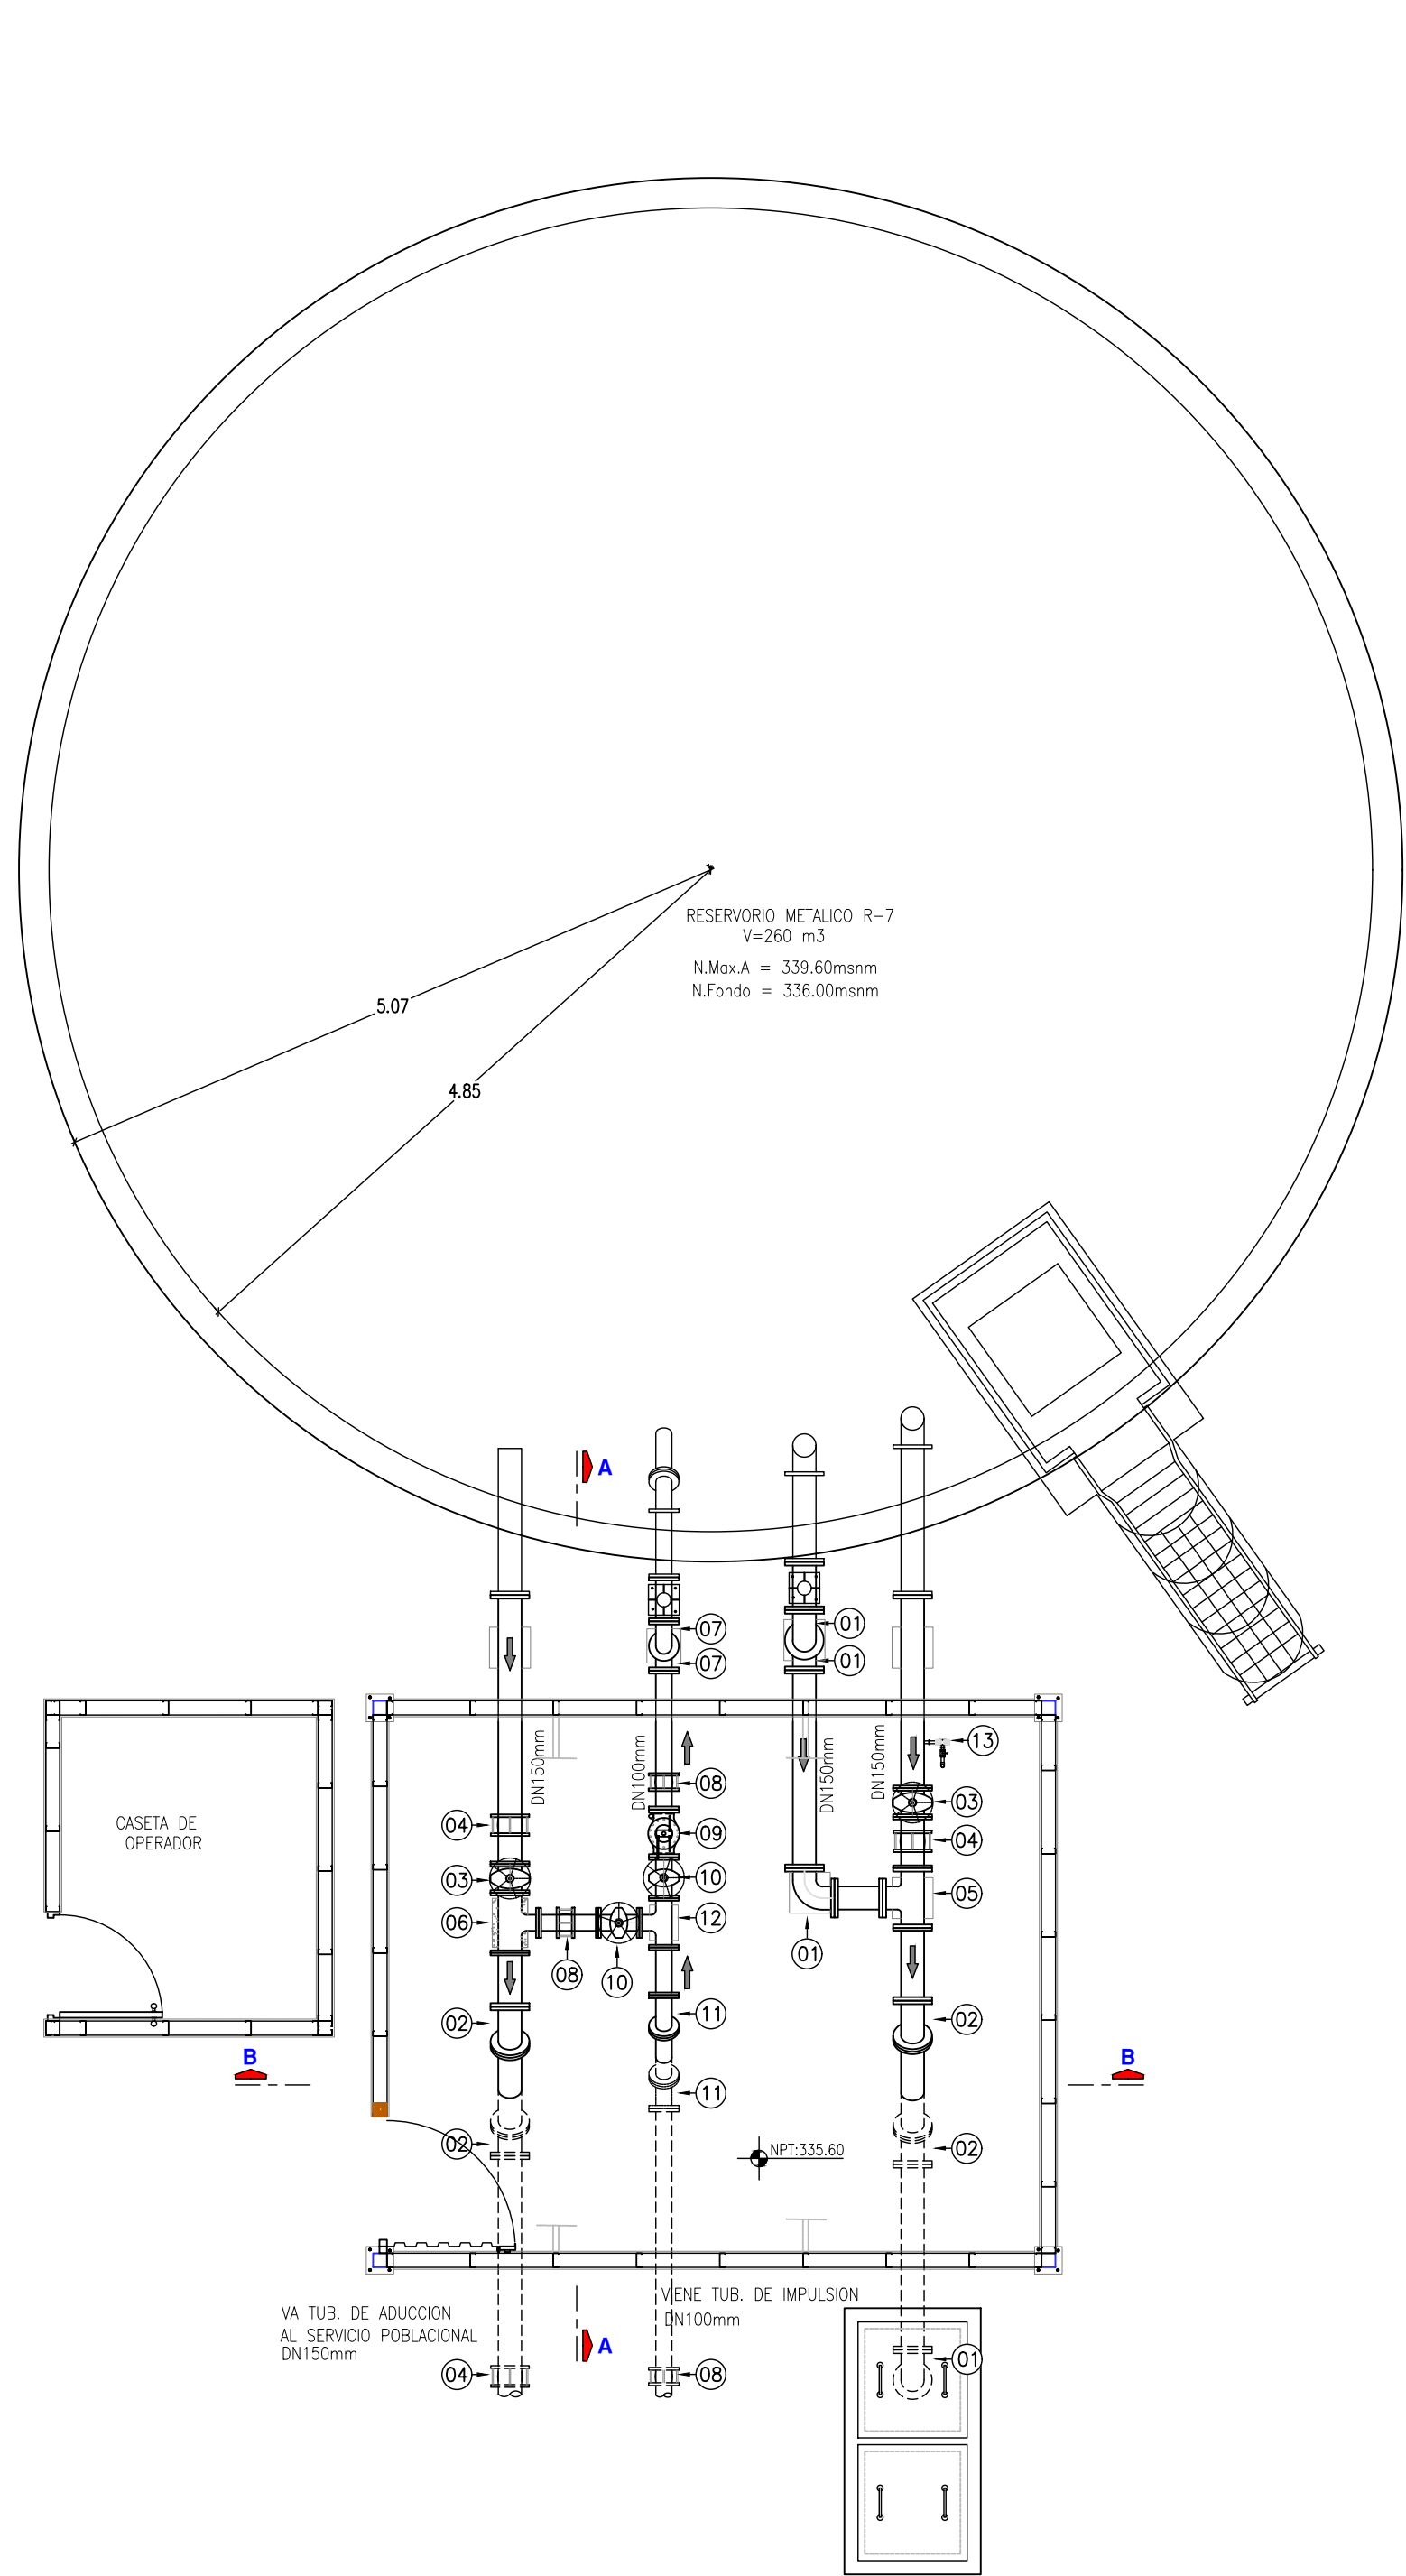 RESERVORIO METALICO R-7
V=260 m3
N.Max.A = 339.60msnm
N.Fondo = 336.00msnm
5.07
4.85
A
07
07
01
01
DN150mm
DN100mm
DN150mm
DN150mm
13
CASETA DE
OPERADOR
04
03
06
08
09
10
12
03
04
05
08
10
01
02
11
02
B
B
11
02
02
NPT:335.60
VA TUB. DE ADUCCION
AL SERVICIO POBLACIONAL
DN150mm
VIENE TUB. DE IMPULSION
DN100mm
A
04
08
01